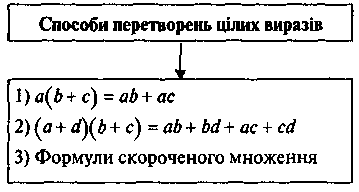 Способи перетворень цілих виразів
1) a(b + c) = ab + ac
2) (a + d)(b + c) = ab + bd + ac + cd
3) Формули скороченого множення